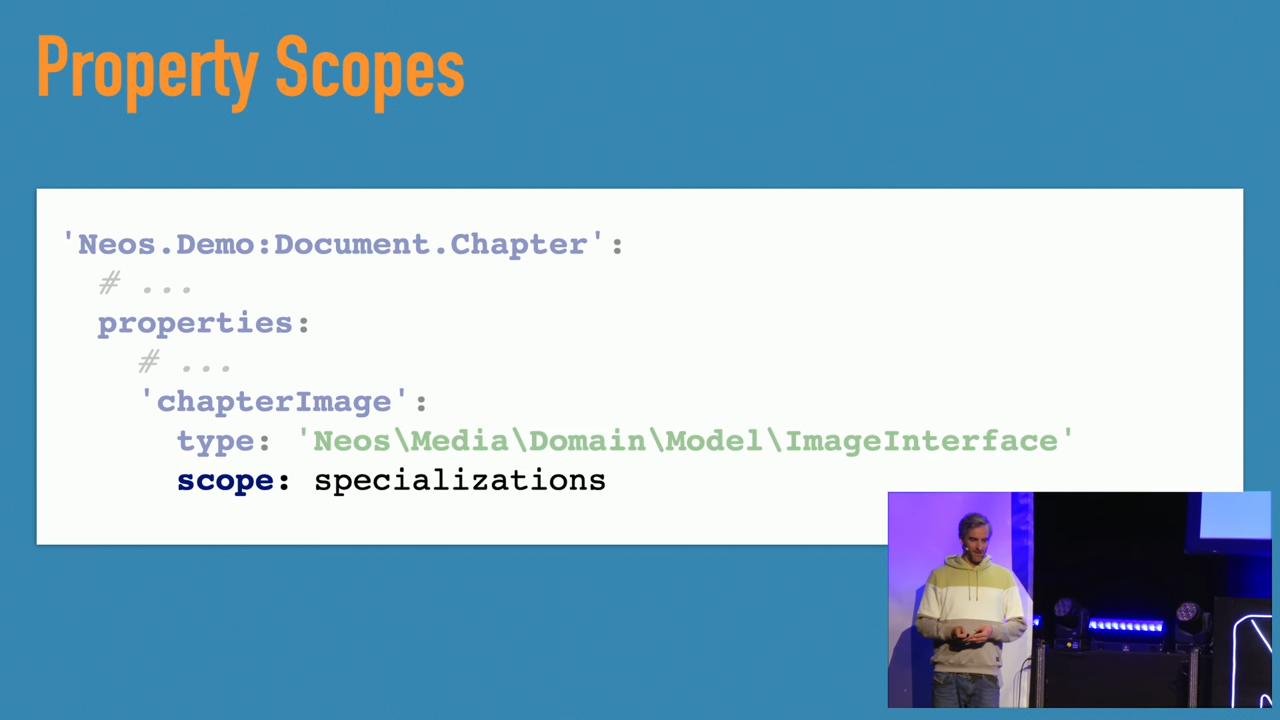 Property Scopes
'Neos.Demo:Document.Chapter':
# ...
properties:
# ...
'chapterImage':
type: 'Neos\Media\Domain\Model\ImageInterface'
scope: specializations